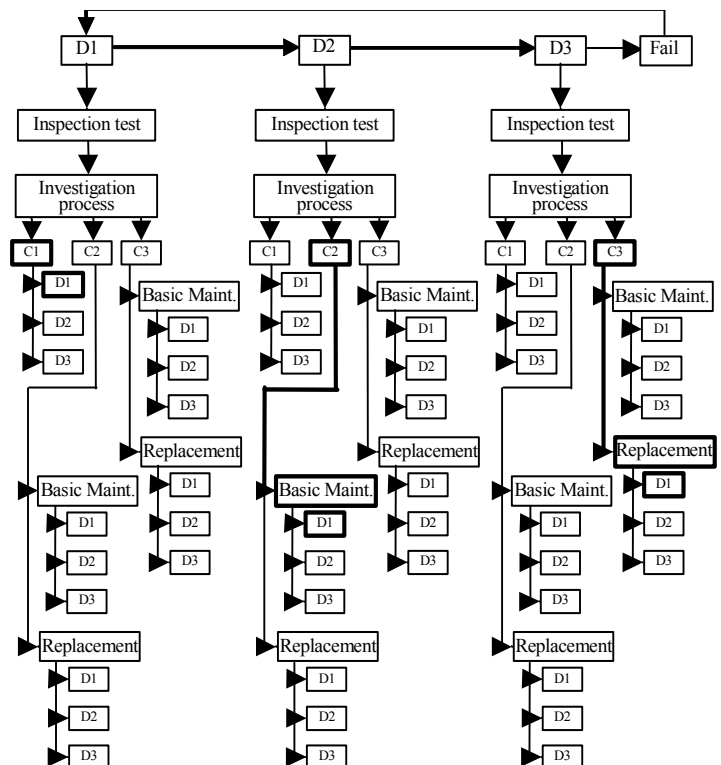 D1
D2
D3
Fail
Inspection test
Inspection test
Inspection test
Investigation
process
Investigation
process
Investigation
process
C1
C2
C3
C1
C2
C3
C1
C2
C3
D1
D2
D3
Basic Maint.
D1
D2
D3
Replacement
D1
D2
D3
Basic Maint.
D1
D2
D3
Replacement
D1
D2
D3
D1
D2
D3
Basic Maint.
D1
D2
D3
Replacement
D1
D2
D3
Basic Maint.
D1
D2
D3
Replacement
D1
D2
D3
D1
D2
D3
Basic Maint.
D1
D2
D3
Replacement
D1
D2
D3
Basic Maint.
D1
D2
D3
Replacement
D1
D2
D3